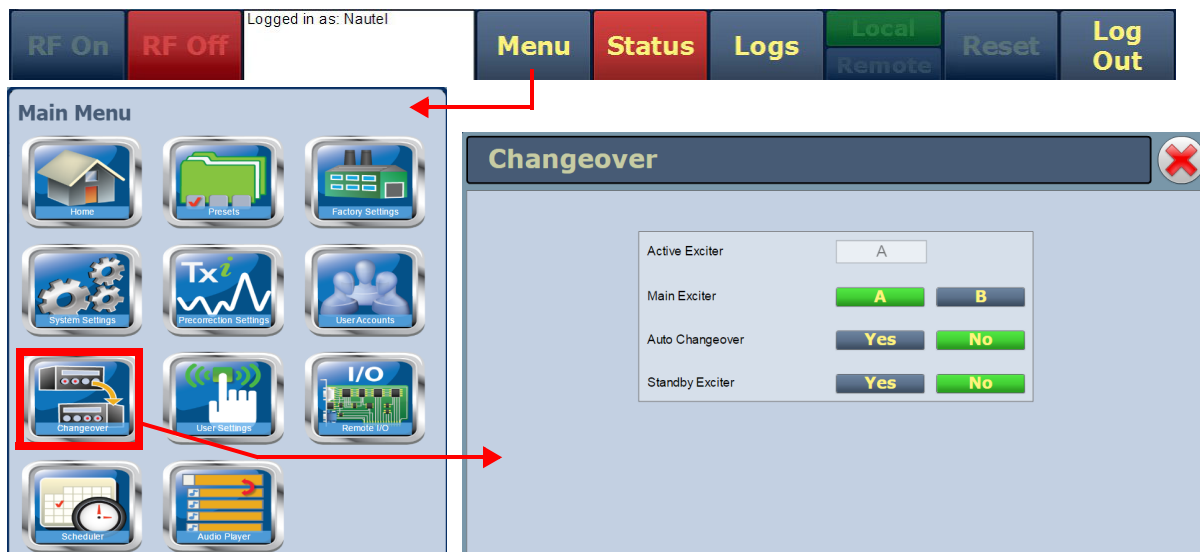 Logged in as: Nautel
RF On
RF Off
Menu
Status
Logs
Local
Remote
Reset
Log
Out
Main Menu
Home
Presets
Factory Settings
System Settings
Txi
Precorrection Settings
User Accounts
Changeover
User Settings
I/O
Remote I/O
Scheduler
Audio Player
Changeover
Active Exciter A
Main Exciter A B
Auto Changeover Yes No
Standby Exciter Yes No